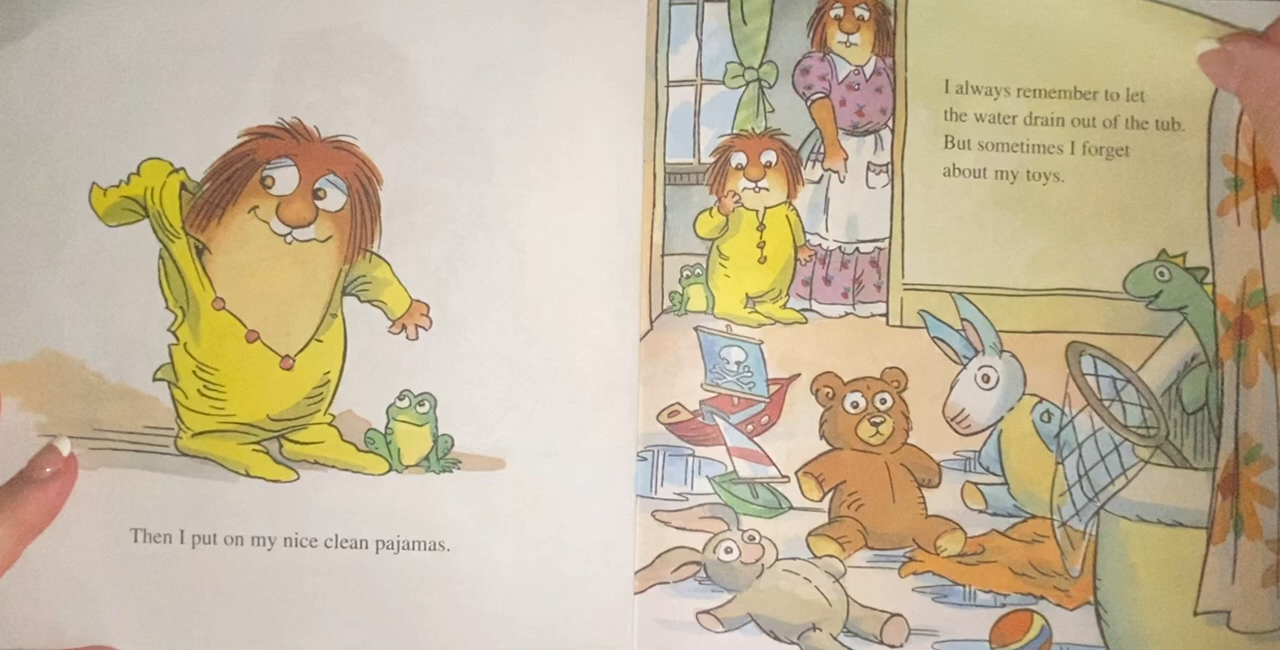 Then I put on my nice clean pajamas.
I always remember to let
the water drain out of the tub.
But sometimes I forget
about my toys.